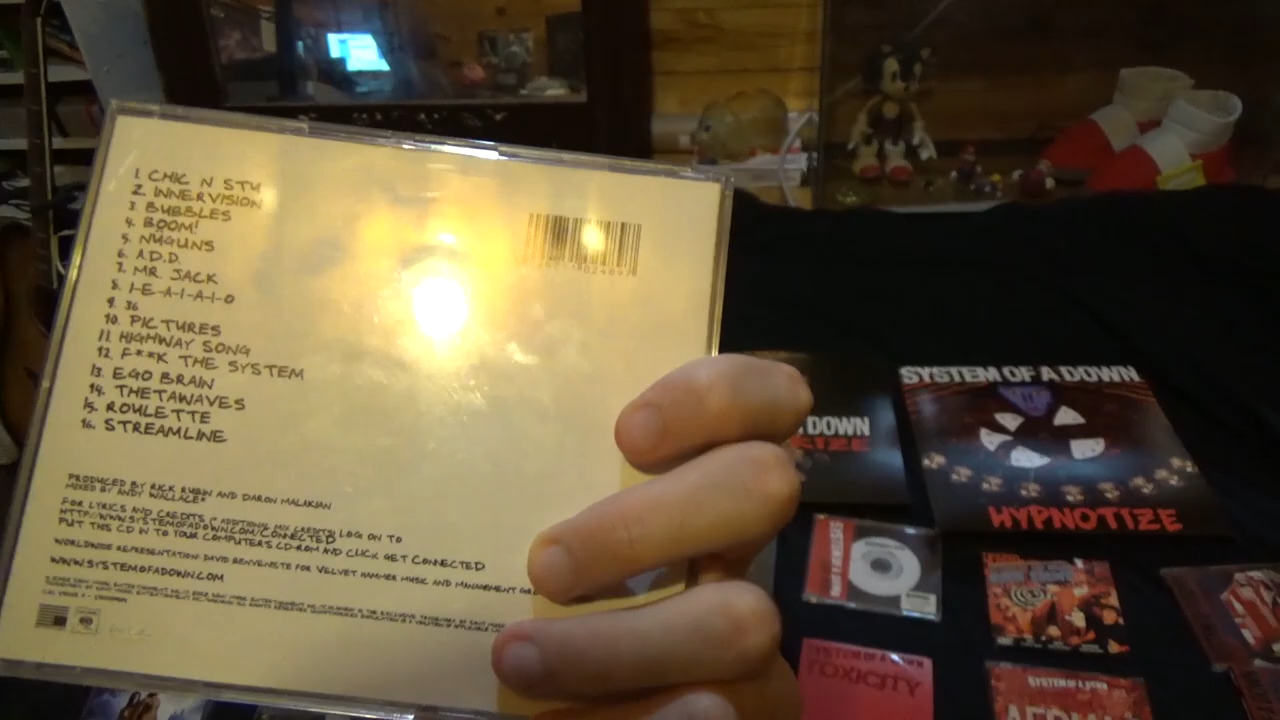 1. CHIC N STU
2. INNERVISION
3. BUBBLES
4. BOOM!
5. NÜGUNS
6. A.D.D.
7. MR. JACK
8. I-E-A-I-A-I-O
9. 36
10. PICTURES
11. HIGHWAY SONG
12. F**K THE SYSTEM
13. EGO BRAIN
14. THETAWAVES
15. ROULETTE
16. STREAMLINE
PRODUCED BY RICK RUBIN AND DARON MALAKIAN
MIXED BY ANDY WALLACE*
FOR LYRICS AND CREDITS (* ADDITIONAL MIX CREDITS) LOG ON TO
HTTP://WWW.SYSTEMOFADOWN.COM/CONNECTED
PUT THIS CD IN TO YOUR COMPUTERS CD-ROM AND CLICK GET CONNECTED
WORLDWIDE REPRESENTATION: DAVID BENVENISTE FOR VELVET HAMMER MUSIC AND MANAGEMENT
WWW.SYSTEMOFADOWN.COM
DOWN
SYSTEM OF A DOWN
HYPNOTIZE
SYSTEM OF A DOWN
TOXICITY
SYSTEM OF A DOWN